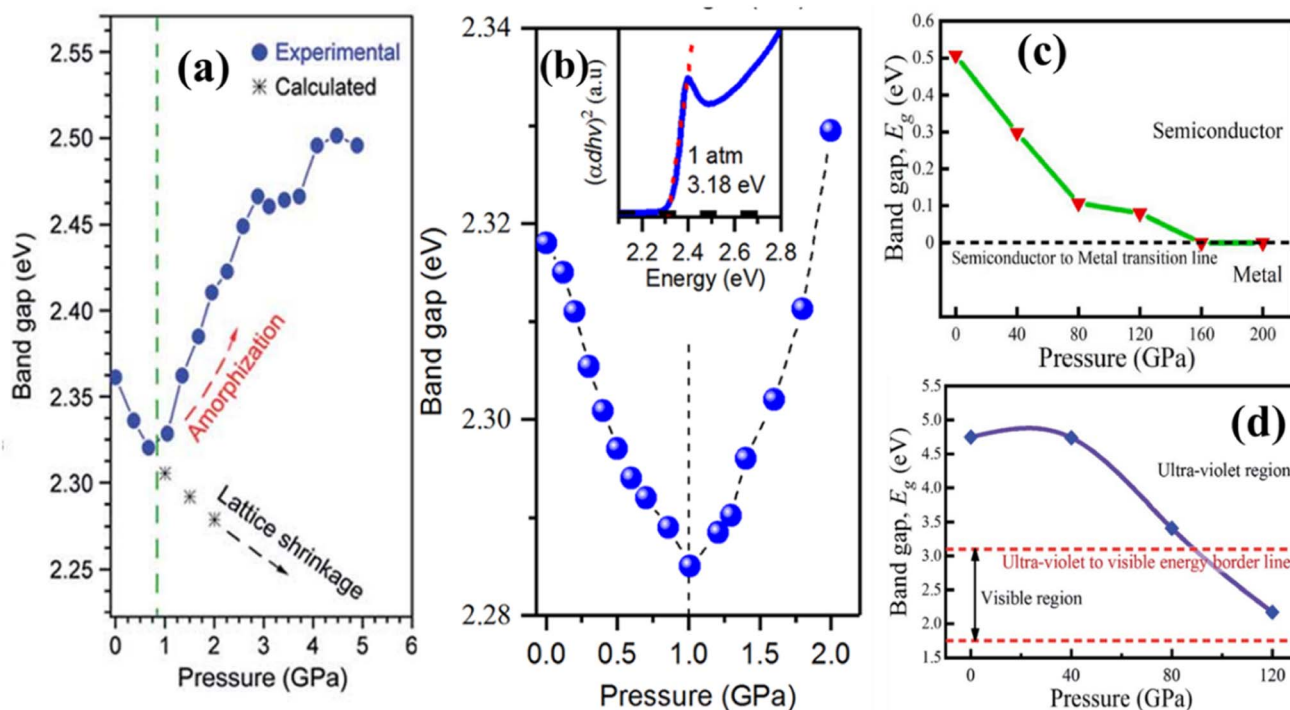 (a)
Experimental
Calculated
2.55
2.50
2.45
2.40
2.35
2.30
2.25
Band gap (eV)
Amorphization
Lattice shrinkage
0 1 2 3 4 5 6
Pressure (GPa)
(b)
2.34
2.32
2.30
2.28
Band gap (eV)
(αdhν)² (a.u)
1 atm
3.18 eV
2.2 2.4 2.6 2.8
Energy (eV)
0.0 0.5 1.0 1.5 2.0
Pressure (GPa)
(c)
0.6
0.5
0.3
0.1
0
Band gap, Eg (eV)
Semiconductor
Semiconductor to Metal transition line
Metal
0 40 80 120 160 200
Pressure (GPa)
(d)
5.5
5.0
4.5
4.0
3.5
3.0
2.5
2.0
1.5
Band gap, Eg (eV)
Ultra-violet region
Ultra-violet to visible energy border line
Visible region
0 40 80 120
Pressure (GPa)